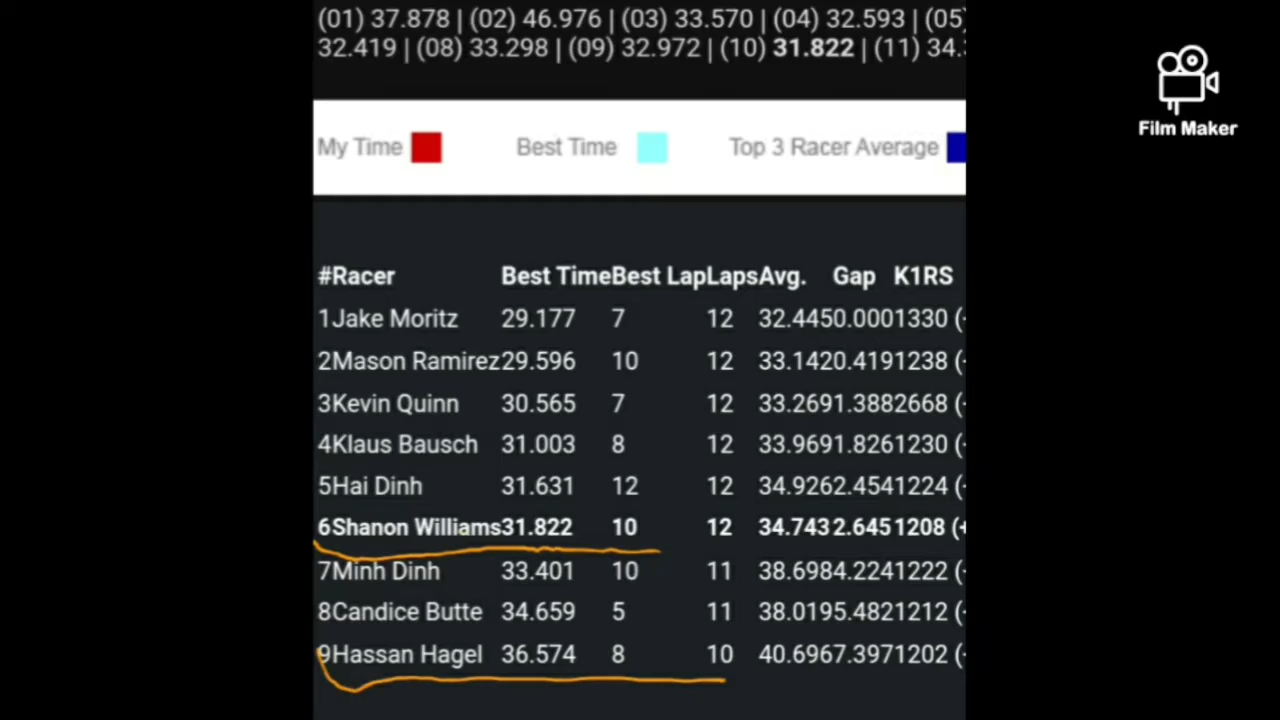 (01) 37.878 | (02) 46.976 | (03) 33.570 | (04) 32.593 | (05)
32.419 | (08) 33.298 | (09) 32.972 | (10) 31.822 | (11) 34.
Film Maker
My Time Best Time Top 3 Racer Average
#Racer Best TimeBest LapLapsAvg. Gap K1RS
1Jake Moritz 29.177 7 12 32.4450.0001330 (-
2Mason Ramirez29.596 10 12 33.1420.4191238 (-
3Kevin Quinn 30.565 7 12 33.2691.3882668 (-
4Klaus Bausch 31.003 8 12 33.9691.8261230 (-
5Hai Dinh 31.631 12 12 34.9262.4541224 (-
6Shanon Williams31.822 10 12 34.7432.6451208 (+
7Minh Dinh 33.401 10 11 38.6984.2241222 (-
8Candice Butte 34.659 5 11 38.0195.4821212 (-
9Hassan Hagel 36.574 8 10 40.6967.3971202 (-